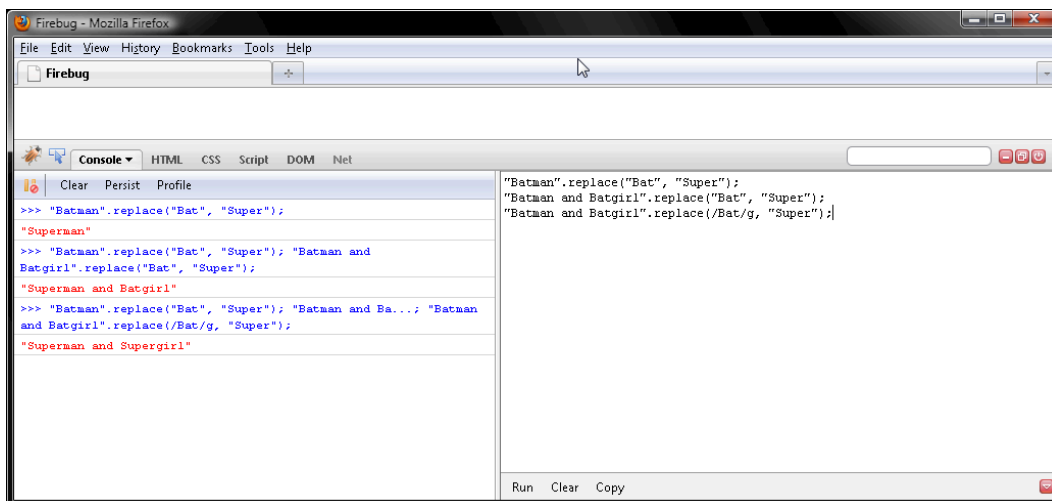 Firebug - Mozilla Firefox
File Edit View History Bookmarks Tools Help
Firebug
Console HTML CSS Script DOM Net
Clear Persist Profile
>>> "Batman".replace("Bat", "Super");
"Superman"
>>> "Batman".replace("Bat", "Super"); "Batman and
Batgirl".replace("Bat", "Super");
"Superman and Batgirl"
>>> "Batman".replace("Bat", "Super"); "Batman and Ba...; "Batman
and Batgirl".replace(/Bat/g, "Super");
"Superman and Supergirl"
"Batman".replace("Bat", "Super");
"Batman and Batgirl".replace("Bat", "Super");
"Batman and Batgirl".replace(/Bat/g, "Super");
Run Clear Copy